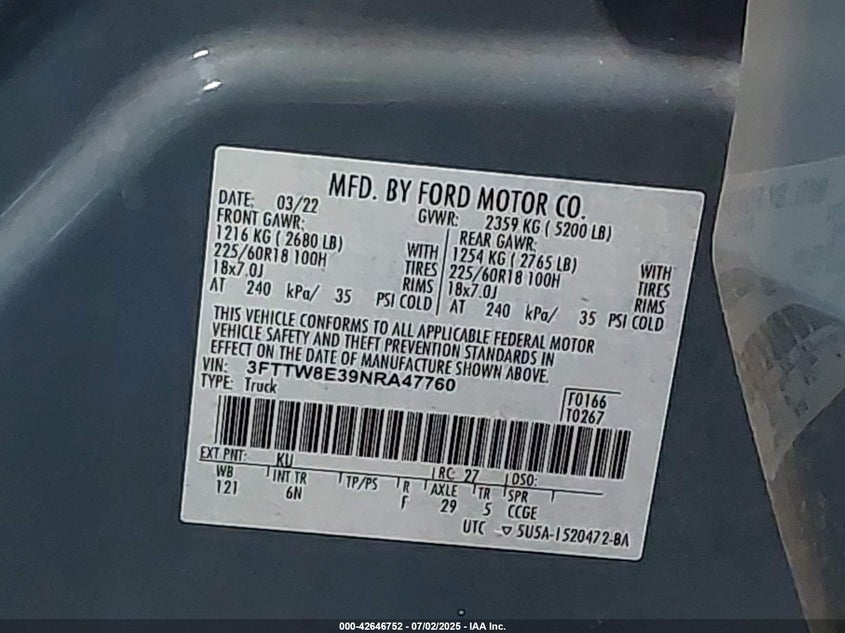 MFD. BY FORD MOTOR CO.
DATE: 03/22
GVWR: 2359 KG ( 5200 LB)
FRONT GAWR:
1216 KG ( 2680 LB)
225/60R18 100H
18x7.0J
AT 240 kPa/ 35 PSI COLD
WITH
TIRES
RIMS
REAR GAWR:
1254 KG ( 2765 LB)
225/60R18 100H
18x7.0J
AT 240 kPa/ 35 PSI COLD
WITH
TIRES
RIMS
THIS VEHICLE CONFORMS TO ALL APPLICABLE FEDERAL MOTOR
VEHICLE SAFETY AND THEFT PREVENTION STANDARDS IN
EFFECT ON THE DATE OF MANUFACTURE SHOWN ABOVE.
VIN: 3FTTW8E39NRA47760
TYPE: Truck
F0166
T0267
EXT PNT: KU RC: 27 DSO:
WB INT TR TP/PS R AXLE TR SPR
121 6N F 29 5 CCGE
UTC ▽ 5U5A-1520472-BA
000-42646752 - 07/02/2025 - IAA Inc.